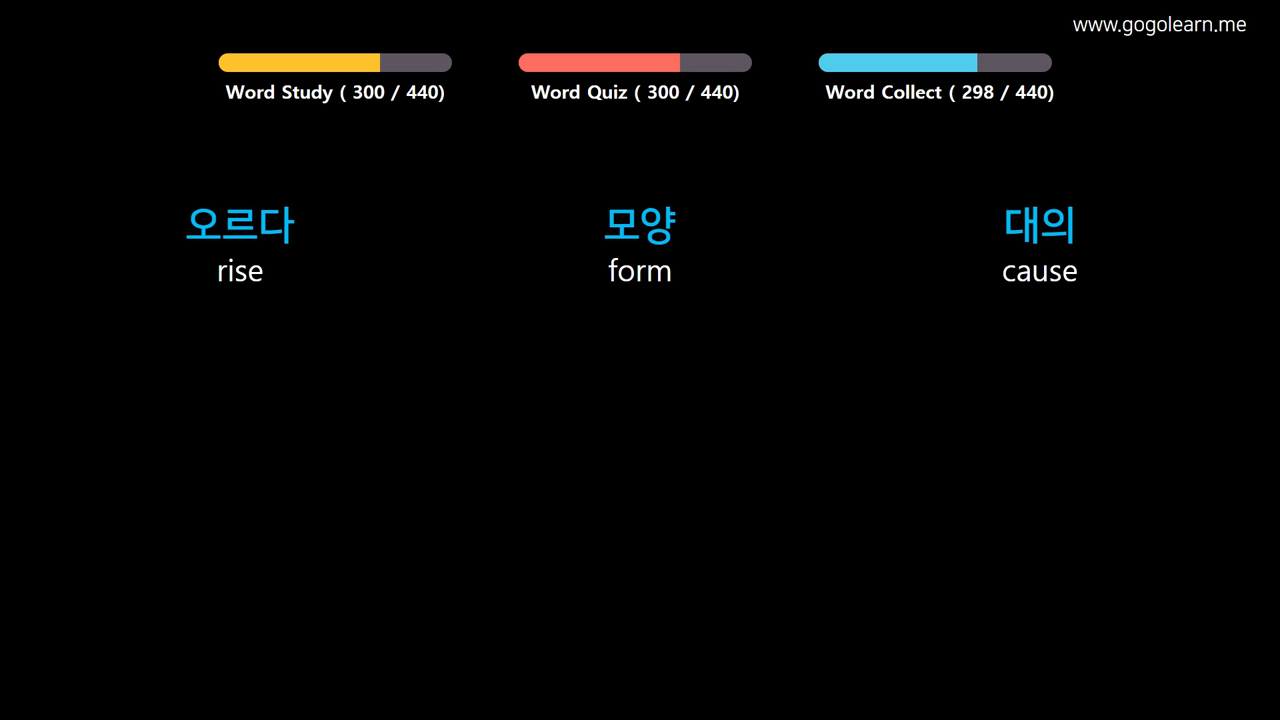 www.gogolearn.me
Word Study ( 300 / 440)
Word Quiz ( 300 / 440)
Word Collect ( 298 / 440)
오르다
rise
모양
form
대의
cause